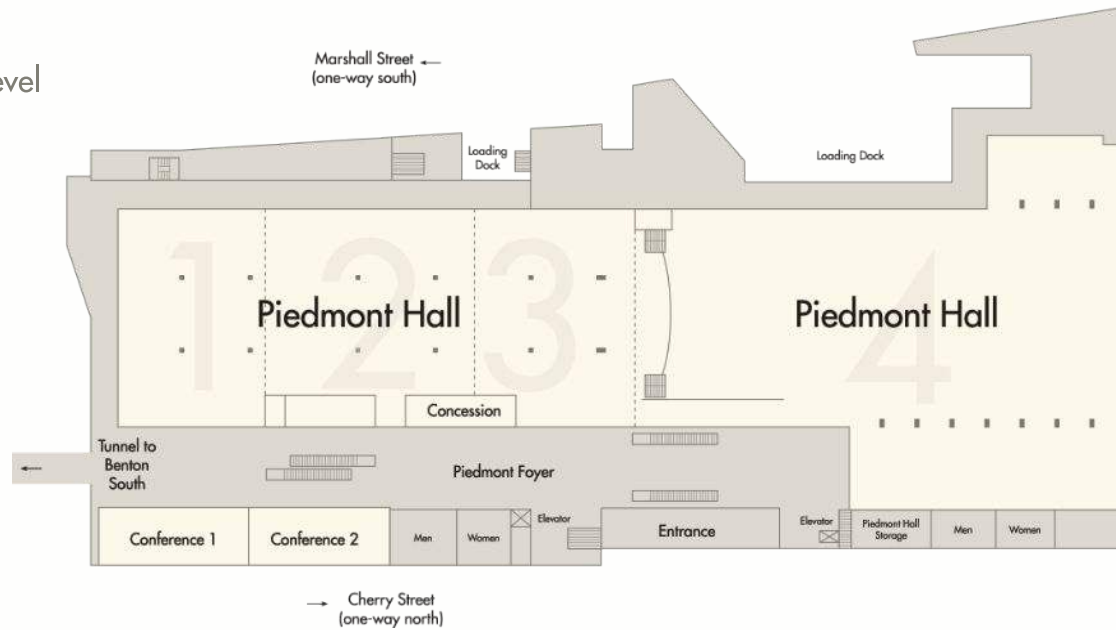 Marshall Street
(one-way south)
evel
Loading
Dock
Loading Dock
1
2
3
4
Piedmont Hall
Piedmont Hall
Concession
Tunnel to
Benton
South
Piedmont Foyer
Conference 1
Conference 2
Men
Women
Elevator
Entrance
Elevator
Piedmont Hall
Storage
Men
Women
Cherry Street
(one-way north)